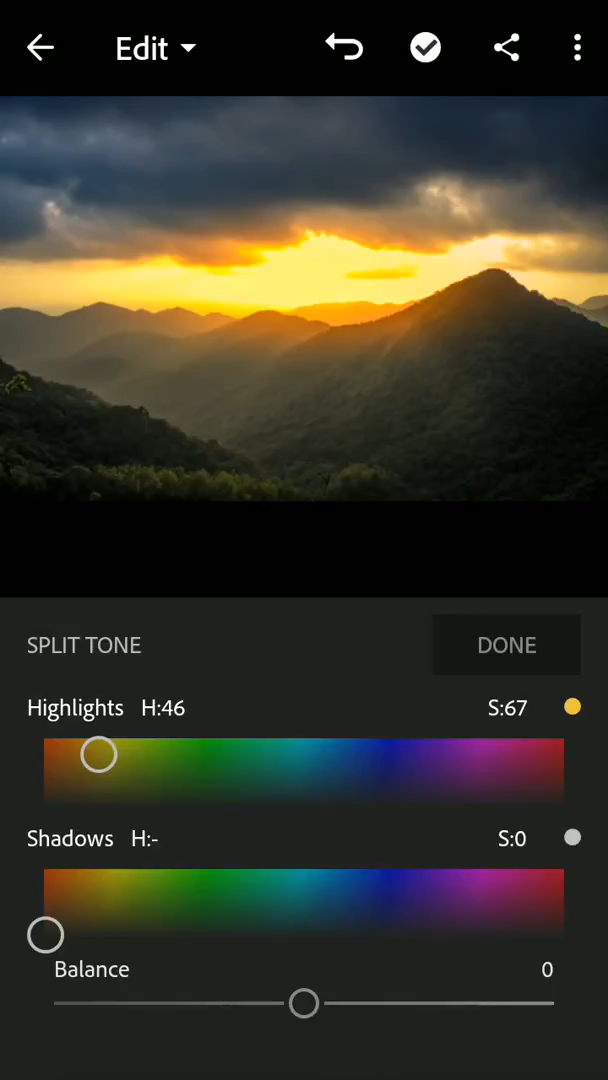 Edit
SPLIT TONE
DONE
Highlights H:46 S:67
Shadows H:- S:0
Balance 0